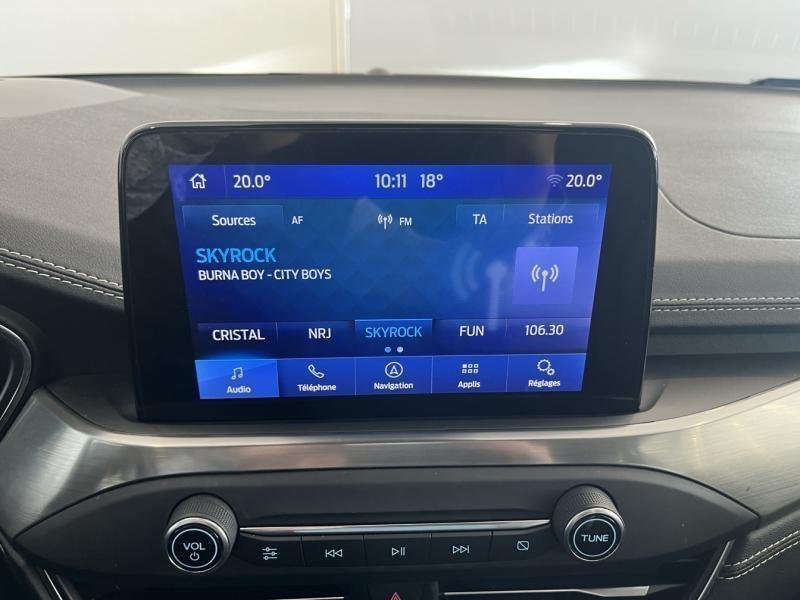 20.0° 10:11 18° 20.0°
Sources AF FM TA Stations
SKYROCK
BURNA BOY - CITY BOYS
CRISTAL NRJ SKYROCK FUN 106.30
Audio Téléphone Navigation Applis Réglages
VOL TUNE